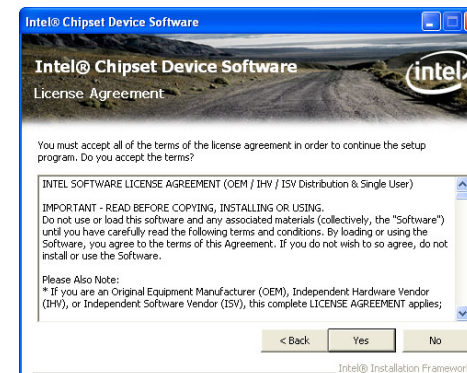 Intel® Chipset Device Software
Intel® Chipset Device Software
License Agreement
intel
You must accept all of the terms of the license agreement in order to continue the setup
program. Do you accept the terms?
INTEL SOFTWARE LICENSE AGREEMENT (OEM / IHV / ISV Distribution & Single User)
IMPORTANT - READ BEFORE COPYING, INSTALLING OR USING.
Do not use or load this software and any associated materials (collectively, the "Software")
until you have carefully read the following terms and conditions. By loading or using the
Software, you agree to the terms of this Agreement. If you do not wish to so agree, do not
install or use the Software.
Please Also Note:
* If you are an Original Equipment Manufacturer (OEM), Independent Hardware Vendor
(IHV), or Independent Software Vendor (ISV), this complete LICENSE AGREEMENT applies;
< Back Yes No
Intel® Installation Framewor